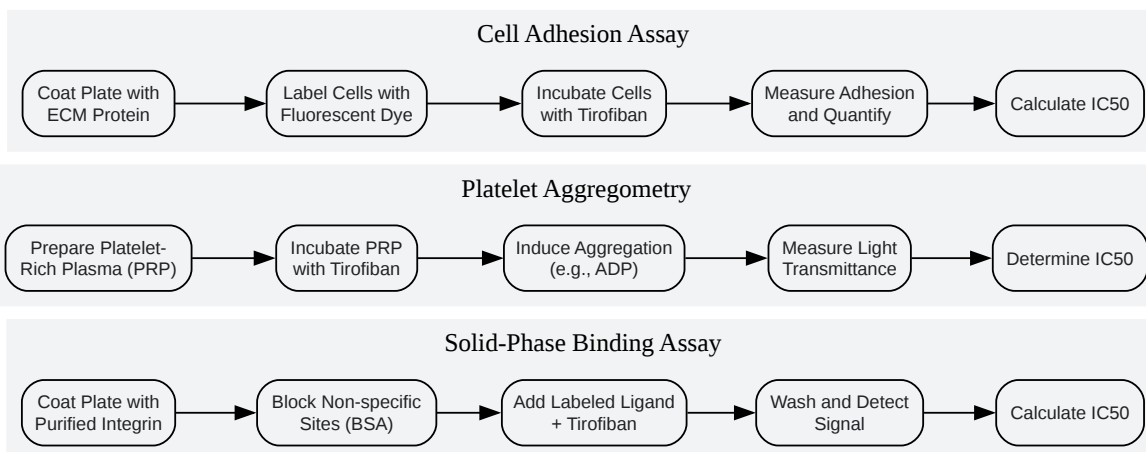 Cell Adhesion Assay
Coat Plate with
ECM Protein
Label Cells with
Fluorescent Dye
Incubate Cells
with Tirofiban
Measure Adhesion
and Quantify
Calculate IC50
Platelet Aggregometry
Prepare Platelet-
Rich Plasma (PRP)
Incubate PRP
with Tirofiban
Induce Aggregation
(e.g., ADP)
Measure Light
Transmittance
Determine IC50
Solid-Phase Binding Assay
Coat Plate with
Purified Integrin
Block Non-specific
Sites (BSA)
Add Labeled Ligand
+ Tirofiban
Wash and Detect
Signal
Calculate IC50